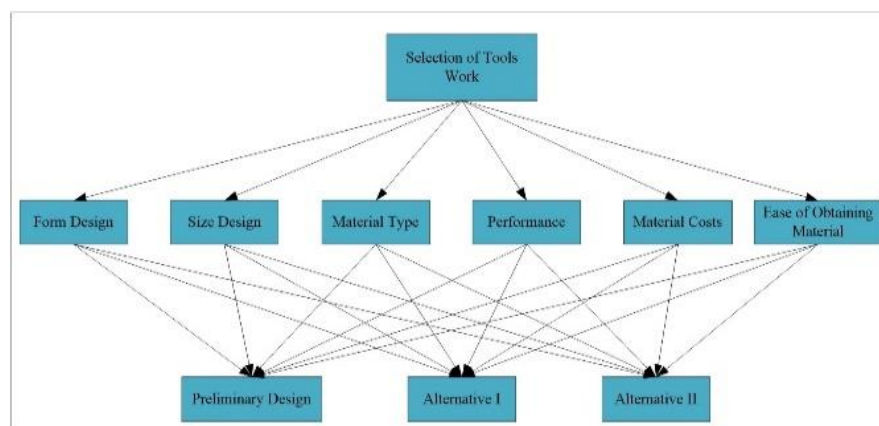 Selection of Tools
Work
Form Design
Size Design
Material Type
Performance
Material Costs
Ease of Obtaining
Material
Preliminary Design
Alternative I
Alternative II